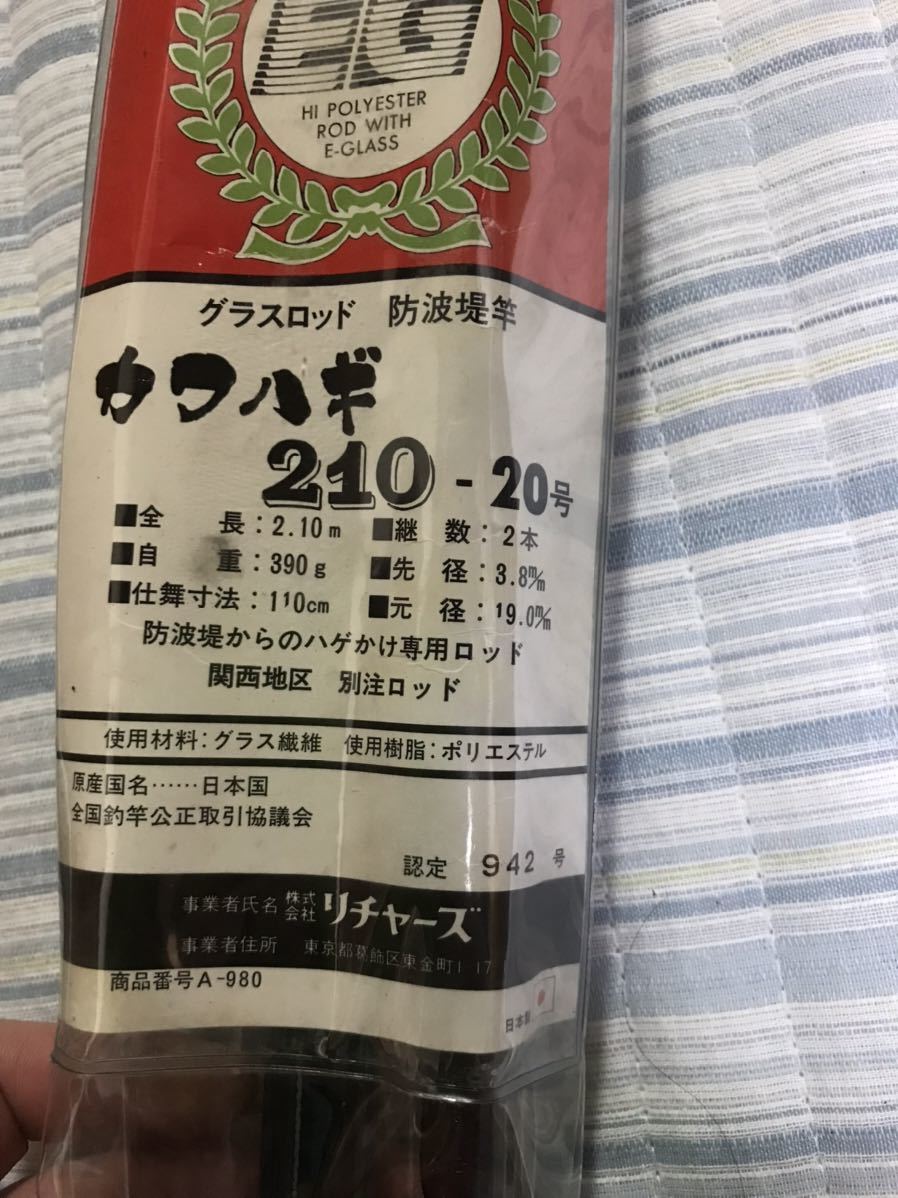 EG
HI POLYESTER
ROD WITH
E-GLASS
グラスロッド 防波堤竿
カワハギ
210 - 20号
■全長:2.10m ■継数:2本
■自重:390g ■先径:3.8m/m
■仕舞寸法:110cm ■元径:19.0m/m
防波堤からのハゲかけ専用ロッド
関西地区 別注ロッド
使用材料:グラス繊維 使用樹脂:ポリエステル
原産国名……日本国
全国釣竿公正取引協議会
認定 942 号
事業者氏名 株式会社 リチャーズ
事業者住所 東京都葛飾区東金町1-17
商品番号A-980
日本製